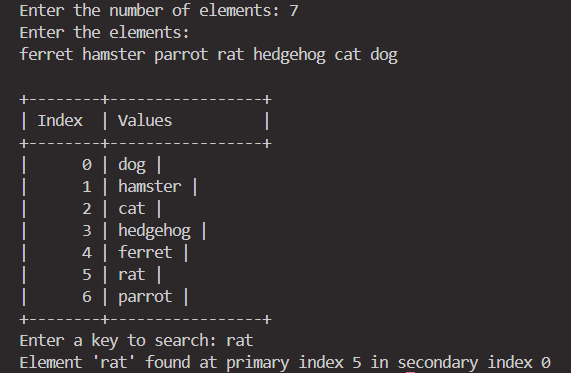 Enter the number of elements: 7
Enter the elements:
ferret hamster parrot rat hedgehog cat dog
+--------+-----------------+
| Index  | Values          |
+--------+-----------------+
|      0 | dog |
|      1 | hamster |
|      2 | cat |
|      3 | hedgehog |
|      4 | ferret |
|      5 | rat |
|      6 | parrot |
+--------+-----------------+
Enter a key to search: rat
Element 'rat' found at primary index 5 in secondary index 0